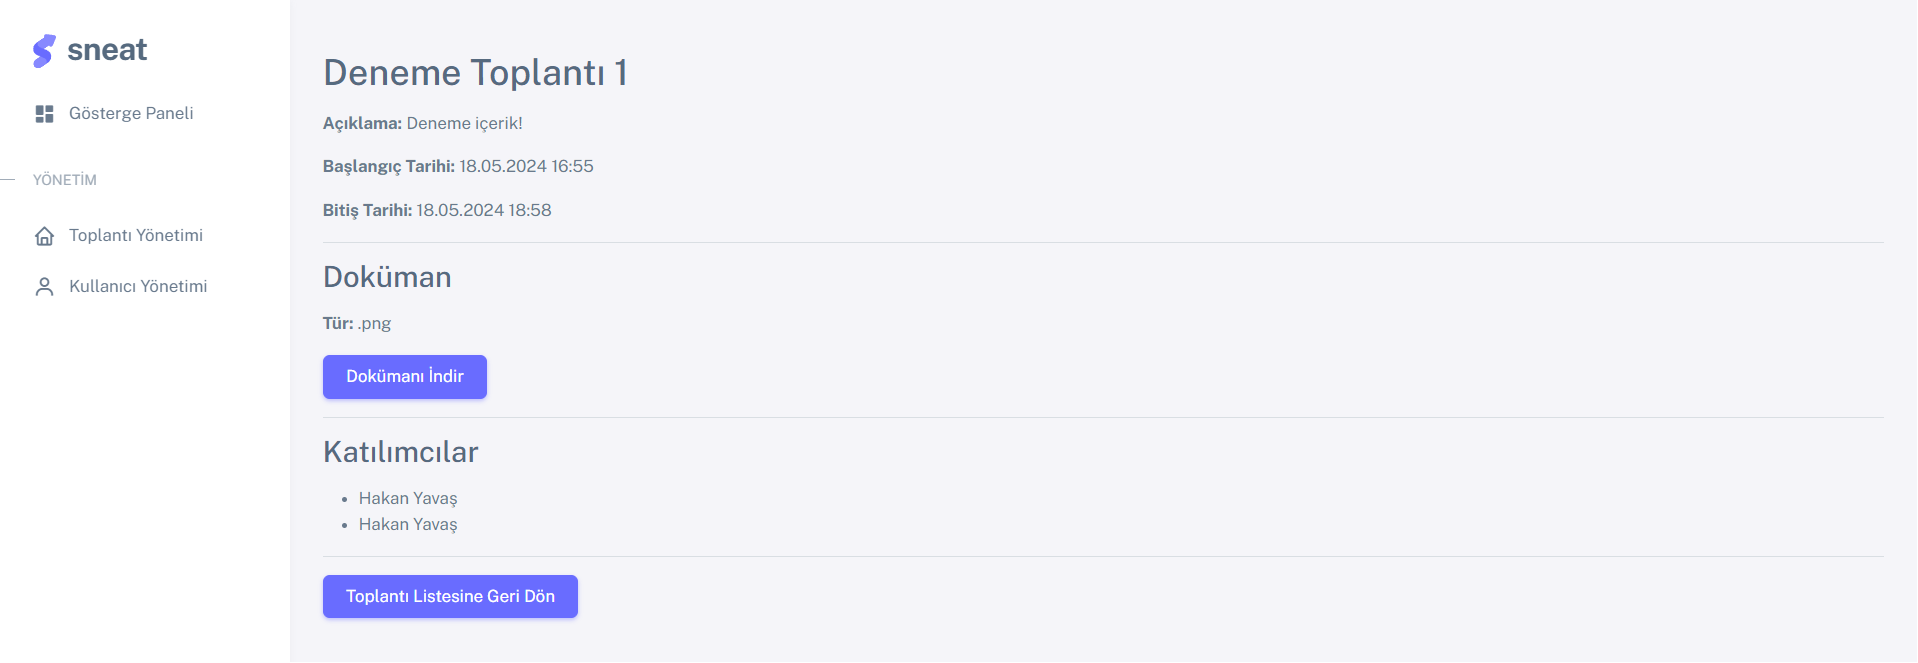 sneat
Gösterge Paneli
YÖNETİM
Toplantı Yönetimi
Kullanıcı Yönetimi
Deneme Toplantı 1
Açıklama: Deneme içerik!
Başlangıç Tarihi: 18.05.2024 16:55
Bitiş Tarihi: 18.05.2024 18:58
Doküman
Tür: .png
Dokümanı İndir
Katılımcılar
Hakan Yavaş
Hakan Yavaş
Toplantı Listesine Geri Dön